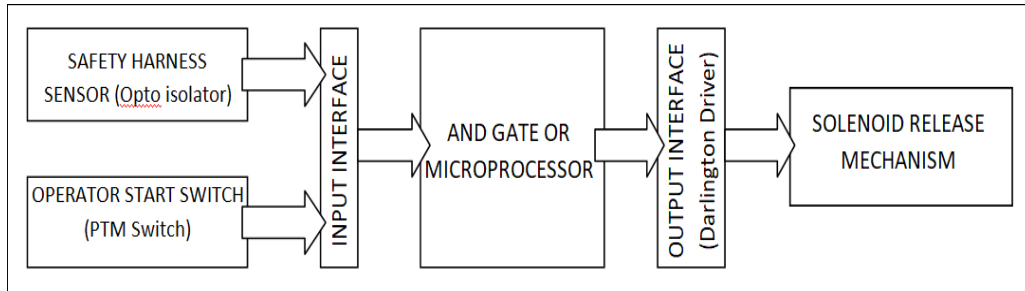 SAFETY HARNESS
SENSOR (Opto isolator)
OPERATOR START SWITCH
(PTM Switch)
INPUT INTERFACE
AND GATE OR
MICROPROCESSOR
OUTPUT INTERFACE
(Darlington Driver)
SOLENOID RELEASE
MECHANISM